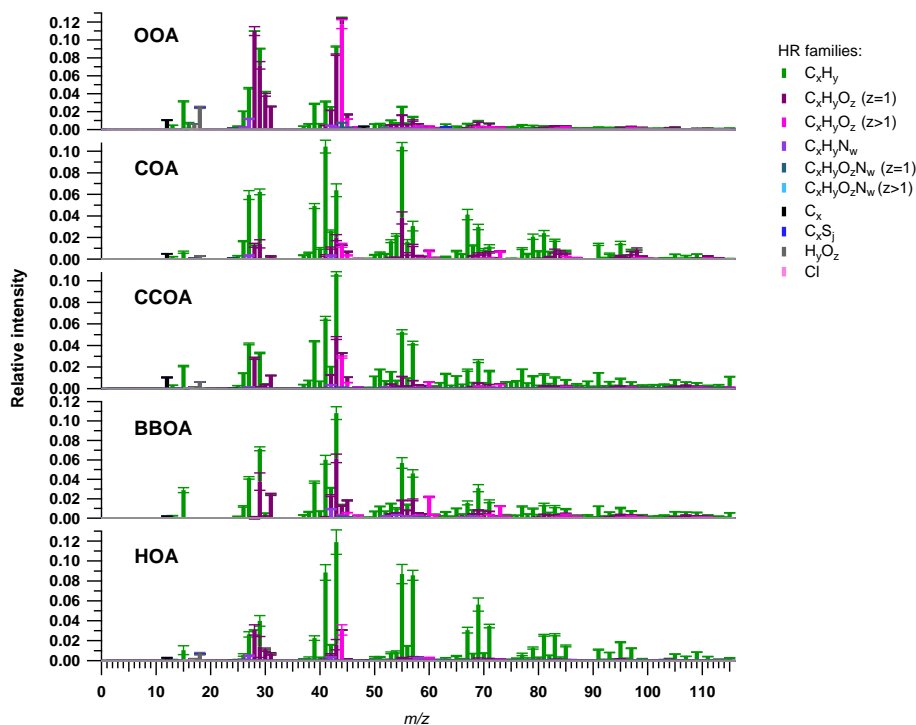 OOA
0.12
0.10
0.08
0.06
0.04
0.02
0.00
COA
0.10
0.08
0.06
0.04
0.02
0.00
CCOA
0.10
0.08
0.06
0.04
0.02
0.00
BBOA
0.12
0.10
0.08
0.06
0.04
0.02
0.00
HOA
0.12
0.10
0.08
0.06
0.04
0.02
0.00
Relative intensity
0 10 20 30 40 50 60 70 80 90 100 110
m/z
HR families:
CxHy
CxHyOz (z=1)
CxHyOz (z>1)
CxHyNw
CxHyOzNw (z=1)
CxHyOzNw (z>1)
Cx
CxSj
HyOz
Cl